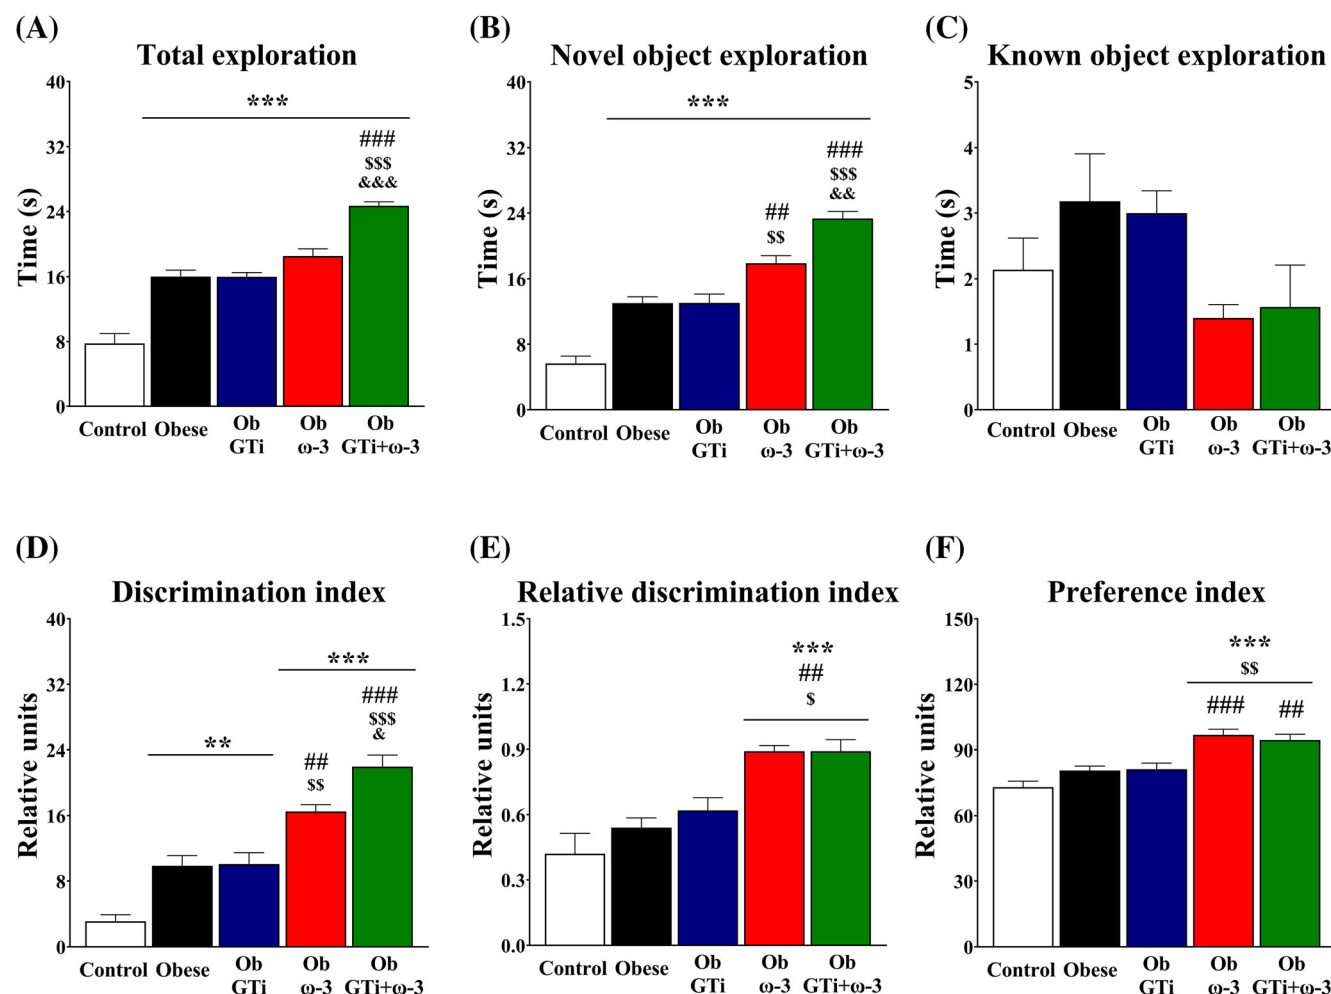 (A)
Total exploration
Time (s)
40
32
24
16
8
0
***
###
$$$
&&&
Control Obese Ob GTi Ob ω-3 Ob GTi+ω-3
(B)
Novel object exploration
Time (s)
40
32
24
16
8
0
***
##
$$
###
$$$
&&
Control Obese Ob GTi Ob ω-3 Ob GTi+ω-3
(C)
Known object exploration
Time (s)
5
4
3
2
1
0
Control Obese Ob GTi Ob ω-3 Ob GTi+ω-3
(D)
Discrimination index
Relative units
40
32
24
16
8
0
**
***
##
$$
###
$$$
&
Control Obese Ob GTi Ob ω-3 Ob GTi+ω-3
(E)
Relative discrimination index
Relative units
1.5
1.2
0.9
0.6
0.3
0.0
***
##
$
Control Obese Ob GTi Ob ω-3 Ob GTi+ω-3
(F)
Preference index
Relative units
150
120
90
60
30
0
***
$$
###
##
Control Obese Ob GTi Ob ω-3 Ob GTi+ω-3